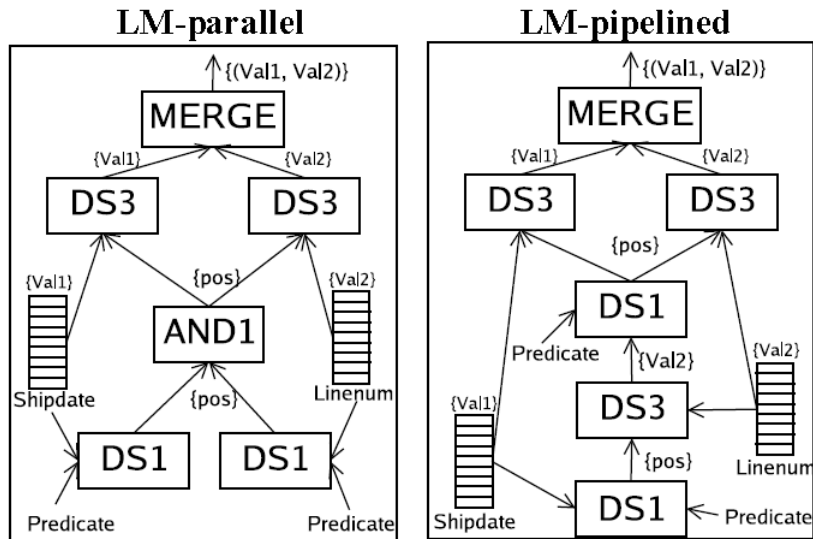 LM-parallel
{(Val1, Val2)}
MERGE
{Val1}
{Val2}
DS3
DS3
{Val1}
{pos}
{Val2}
AND1
Shipdate
{pos}
Linenum
DS1
DS1
Predicate
Predicate
LM-pipelined
{(Val1, Val2)}
MERGE
{Val1}
{Val2}
DS3
DS3
{pos}
DS1
Predicate
{Val2}
{Val2}
{Val1}
DS3
{pos}
Linenum
DS1
Shipdate
Predicate